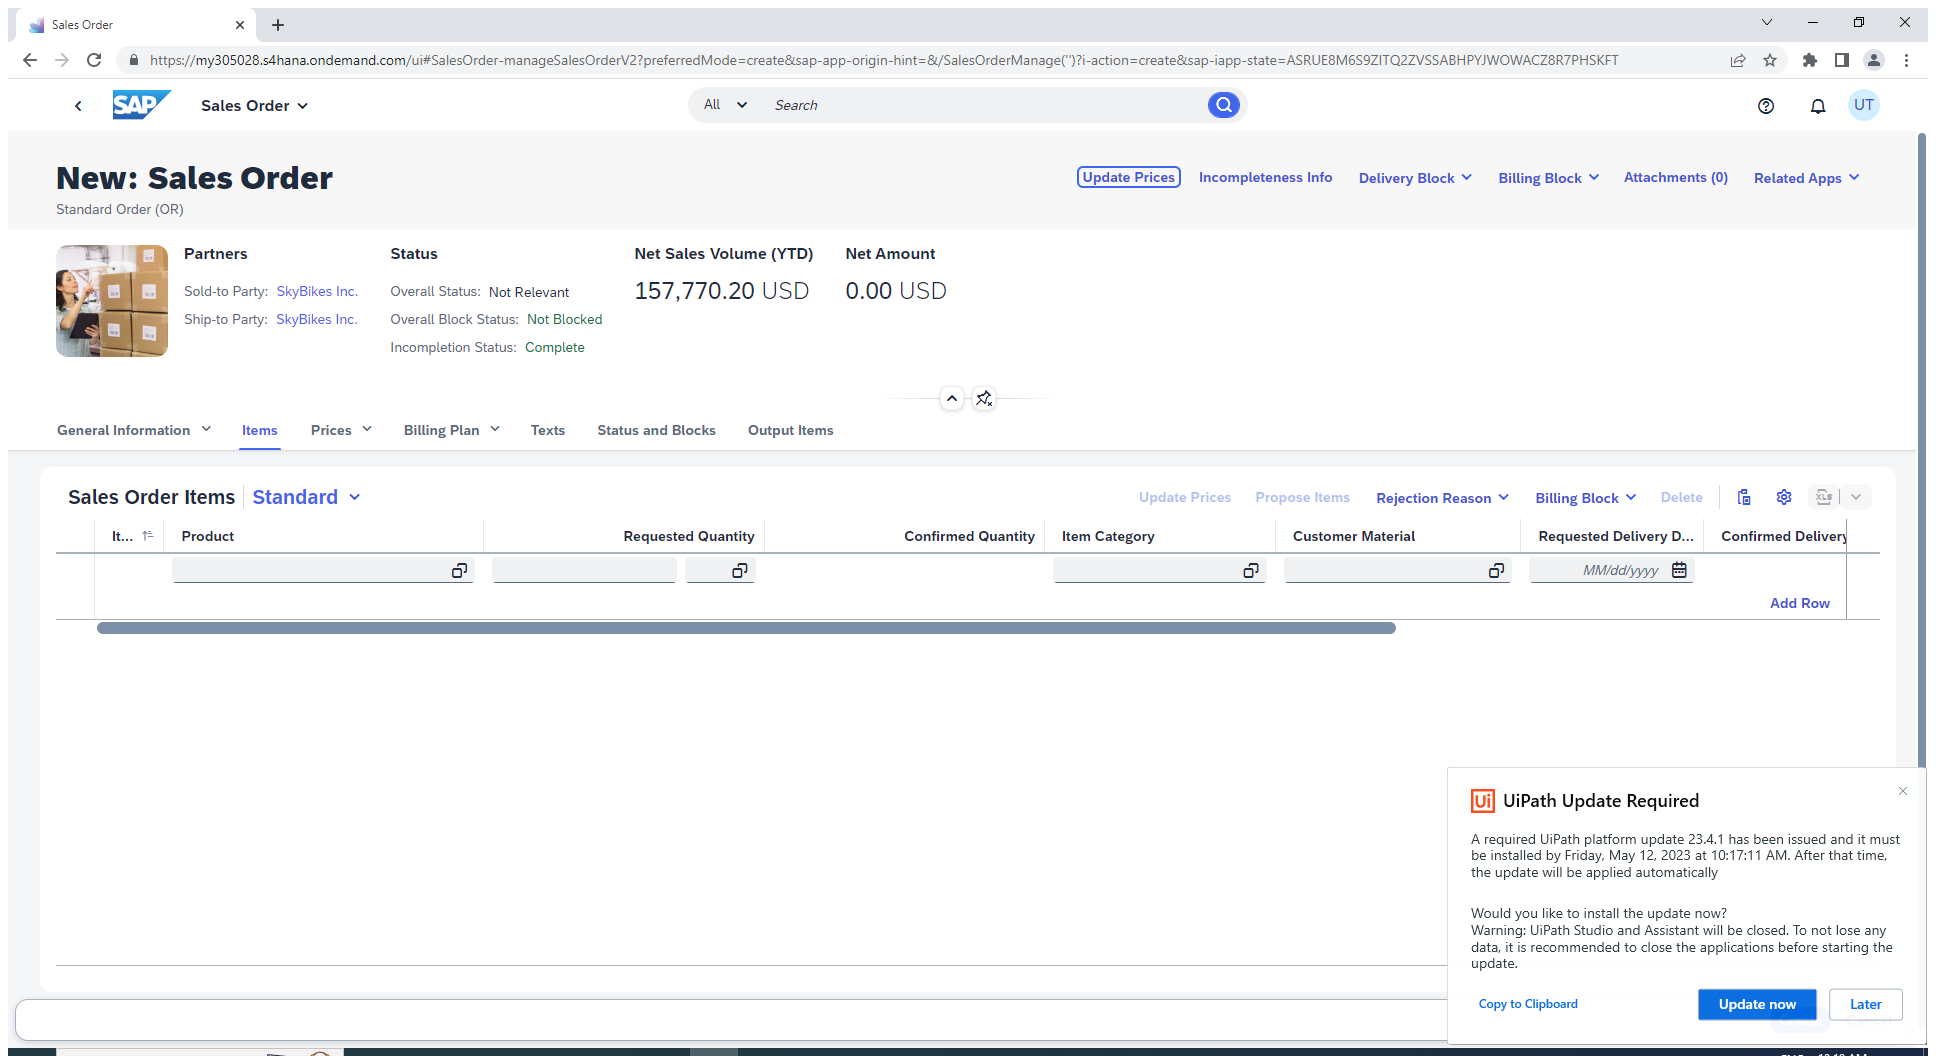 Sales Order
https://my305028.s4hana.ondemand.com/ui#SalesOrder-manageSalesOrderV2?preferredMode=create&sap-app-origin-hint=&/SalesOrderManage('')?i-action=create&sap-iapp-state=ASRUE8M6S9ZITQ2ZVSSABHPYJWOWACZ8R7PHSKFT
SAP Sales Order All Search UT
New: Sales Order
Update Prices Incompleteness Info Delivery Block Billing Block Attachments (0) Related Apps
Standard Order (OR)
Partners Status Net Sales Volume (YTD) Net Amount
Sold-to Party: SkyBikes Inc. Overall Status: Not Relevant 157,770.20 USD 0.00 USD
Ship-to Party: SkyBikes Inc. Overall Block Status: Not Blocked
Incompletion Status: Complete
General Information Items Prices Billing Plan Texts Status and Blocks Output Items
Sales Order Items Standard Update Prices Propose Items Rejection Reason Billing Block Delete XLS
It... Product Requested Quantity Confirmed Quantity Item Category Customer Material Requested Delivery D... Confirmed Delivery
MM/dd/yyyy
Add Row
Ui UiPath Update Required
A required UiPath platform update 23.4.1 has been issued and it must
be installed by Friday, May 12, 2023 at 10:17:11 AM. After that time,
the update will be applied automatically
Would you like to install the update now?
Warning: UiPath Studio and Assistant will be closed. To not lose any
data, it is recommended to close the applications before starting the
update.
Copy to Clipboard Update now Later